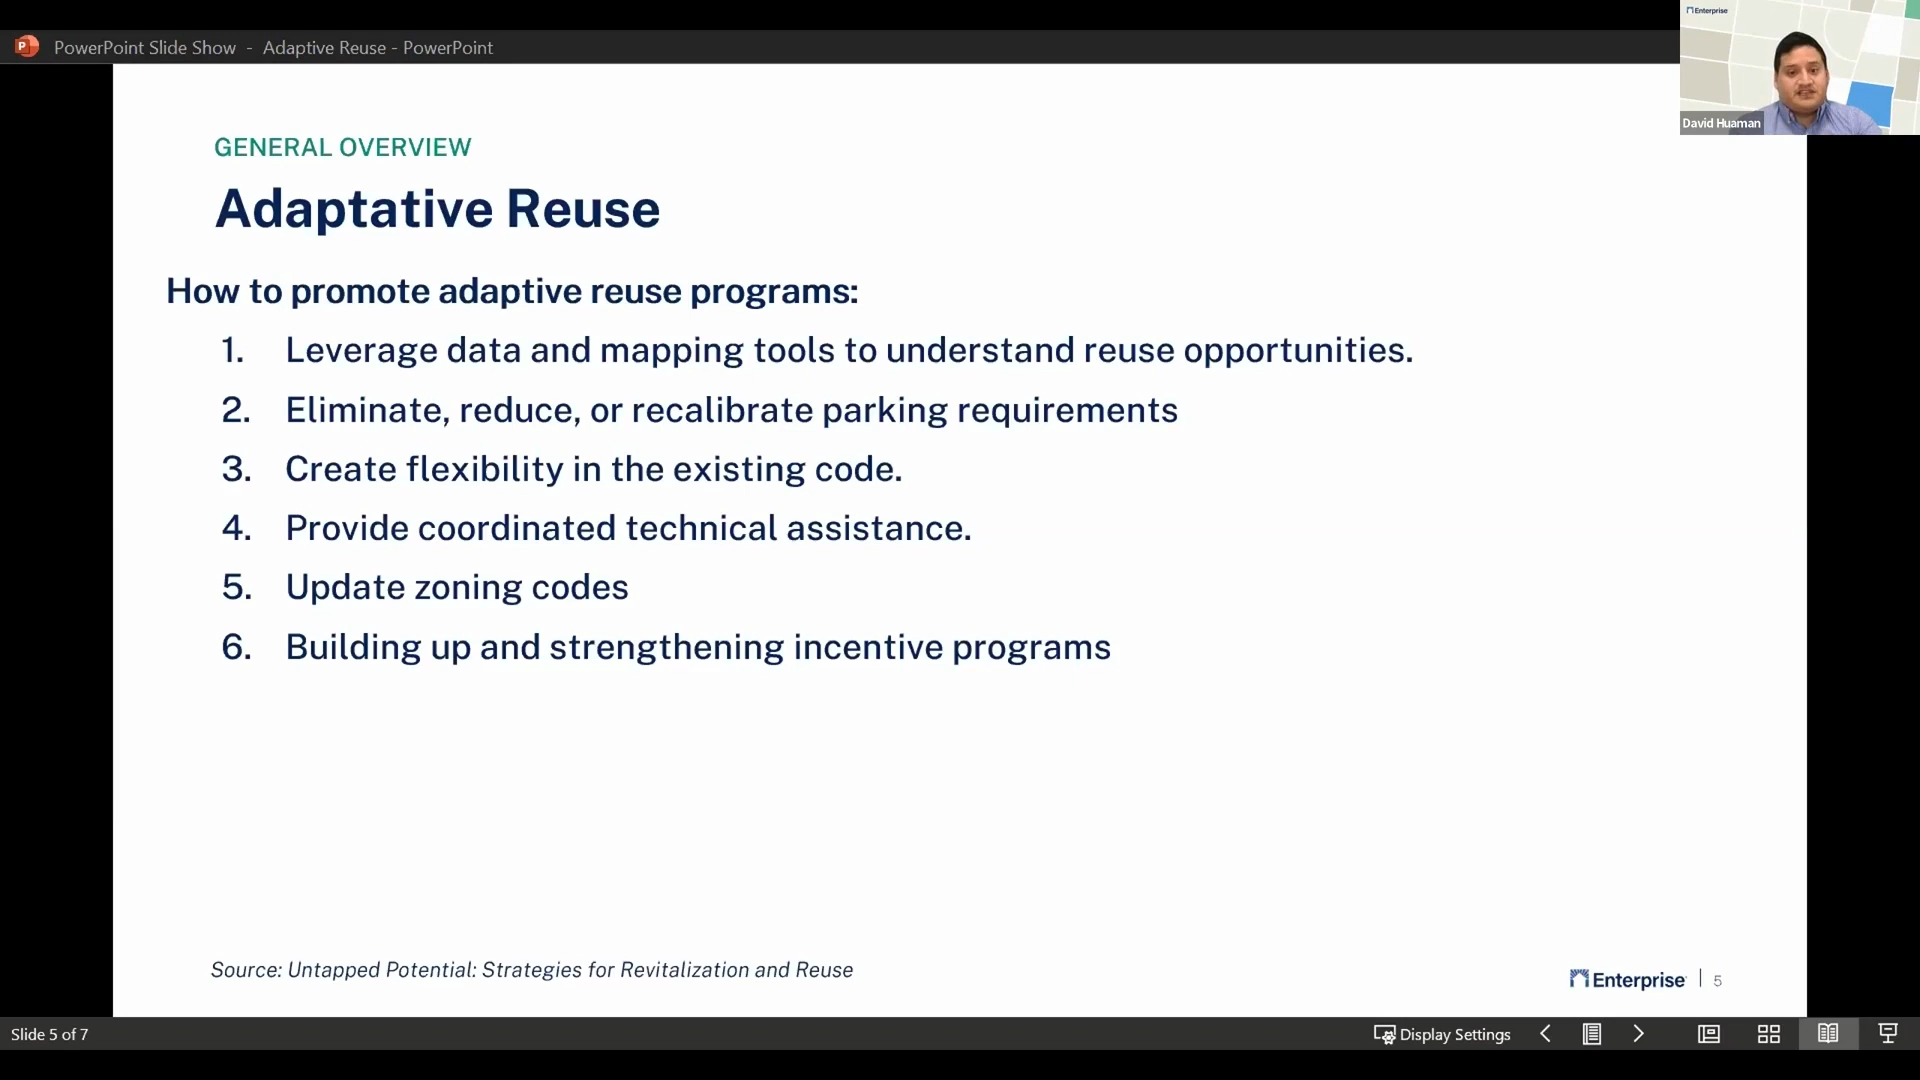 PowerPoint Slide Show - Adaptive Reuse - PowerPoint
Enterprise
David Huaman
GENERAL OVERVIEW
Adaptative Reuse
How to promote adaptive reuse programs:
1. Leverage data and mapping tools to understand reuse opportunities.
2. Eliminate, reduce, or recalibrate parking requirements
3. Create flexibility in the existing code.
4. Provide coordinated technical assistance.
5. Update zoning codes
6. Building up and strengthening incentive programs
Source: Untapped Potential: Strategies for Revitalization and Reuse
Enterprise | 5
Slide 5 of 7
Display Settings